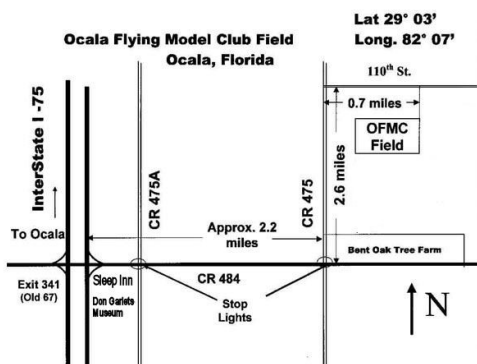 Ocala Flying Model Club Field
Ocala, Florida
Lat 29° 03’
Long. 82° 07’
110th St.
0.7 miles
OFMC
Field
InterState I -75
CR 475A
CR 475
2.6 miles
To Ocala
Approx. 2.2
miles
Bent Oak Tree Farm
Exit 341
(Old 67)
Sleep Inn
Don Garlets
Museum
CR 484
Stop
Lights
N